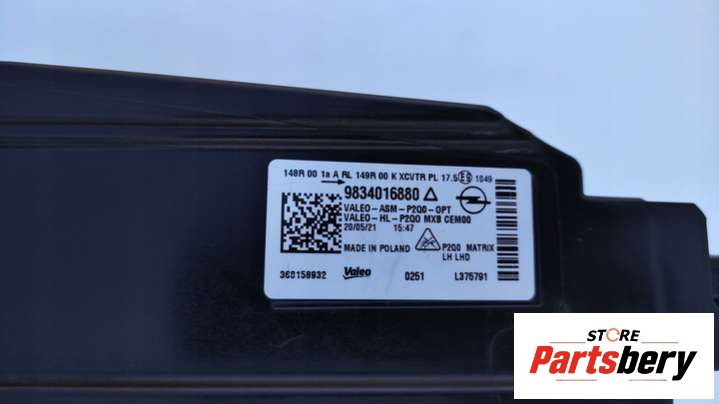 148R 00 1a A RL 149R 00 K XCVTR PL 17.5 E6 1049
9834016880
VALEO-ASM-P2Q0-OPT
VALEO-HL-P2Q0 MXB CEM00
20/05/21 15:47
MADE IN POLAND
P2Q0 MATRIX
LH LHD
368158932 Valeo 0251 L375791
STORE
Partsbery